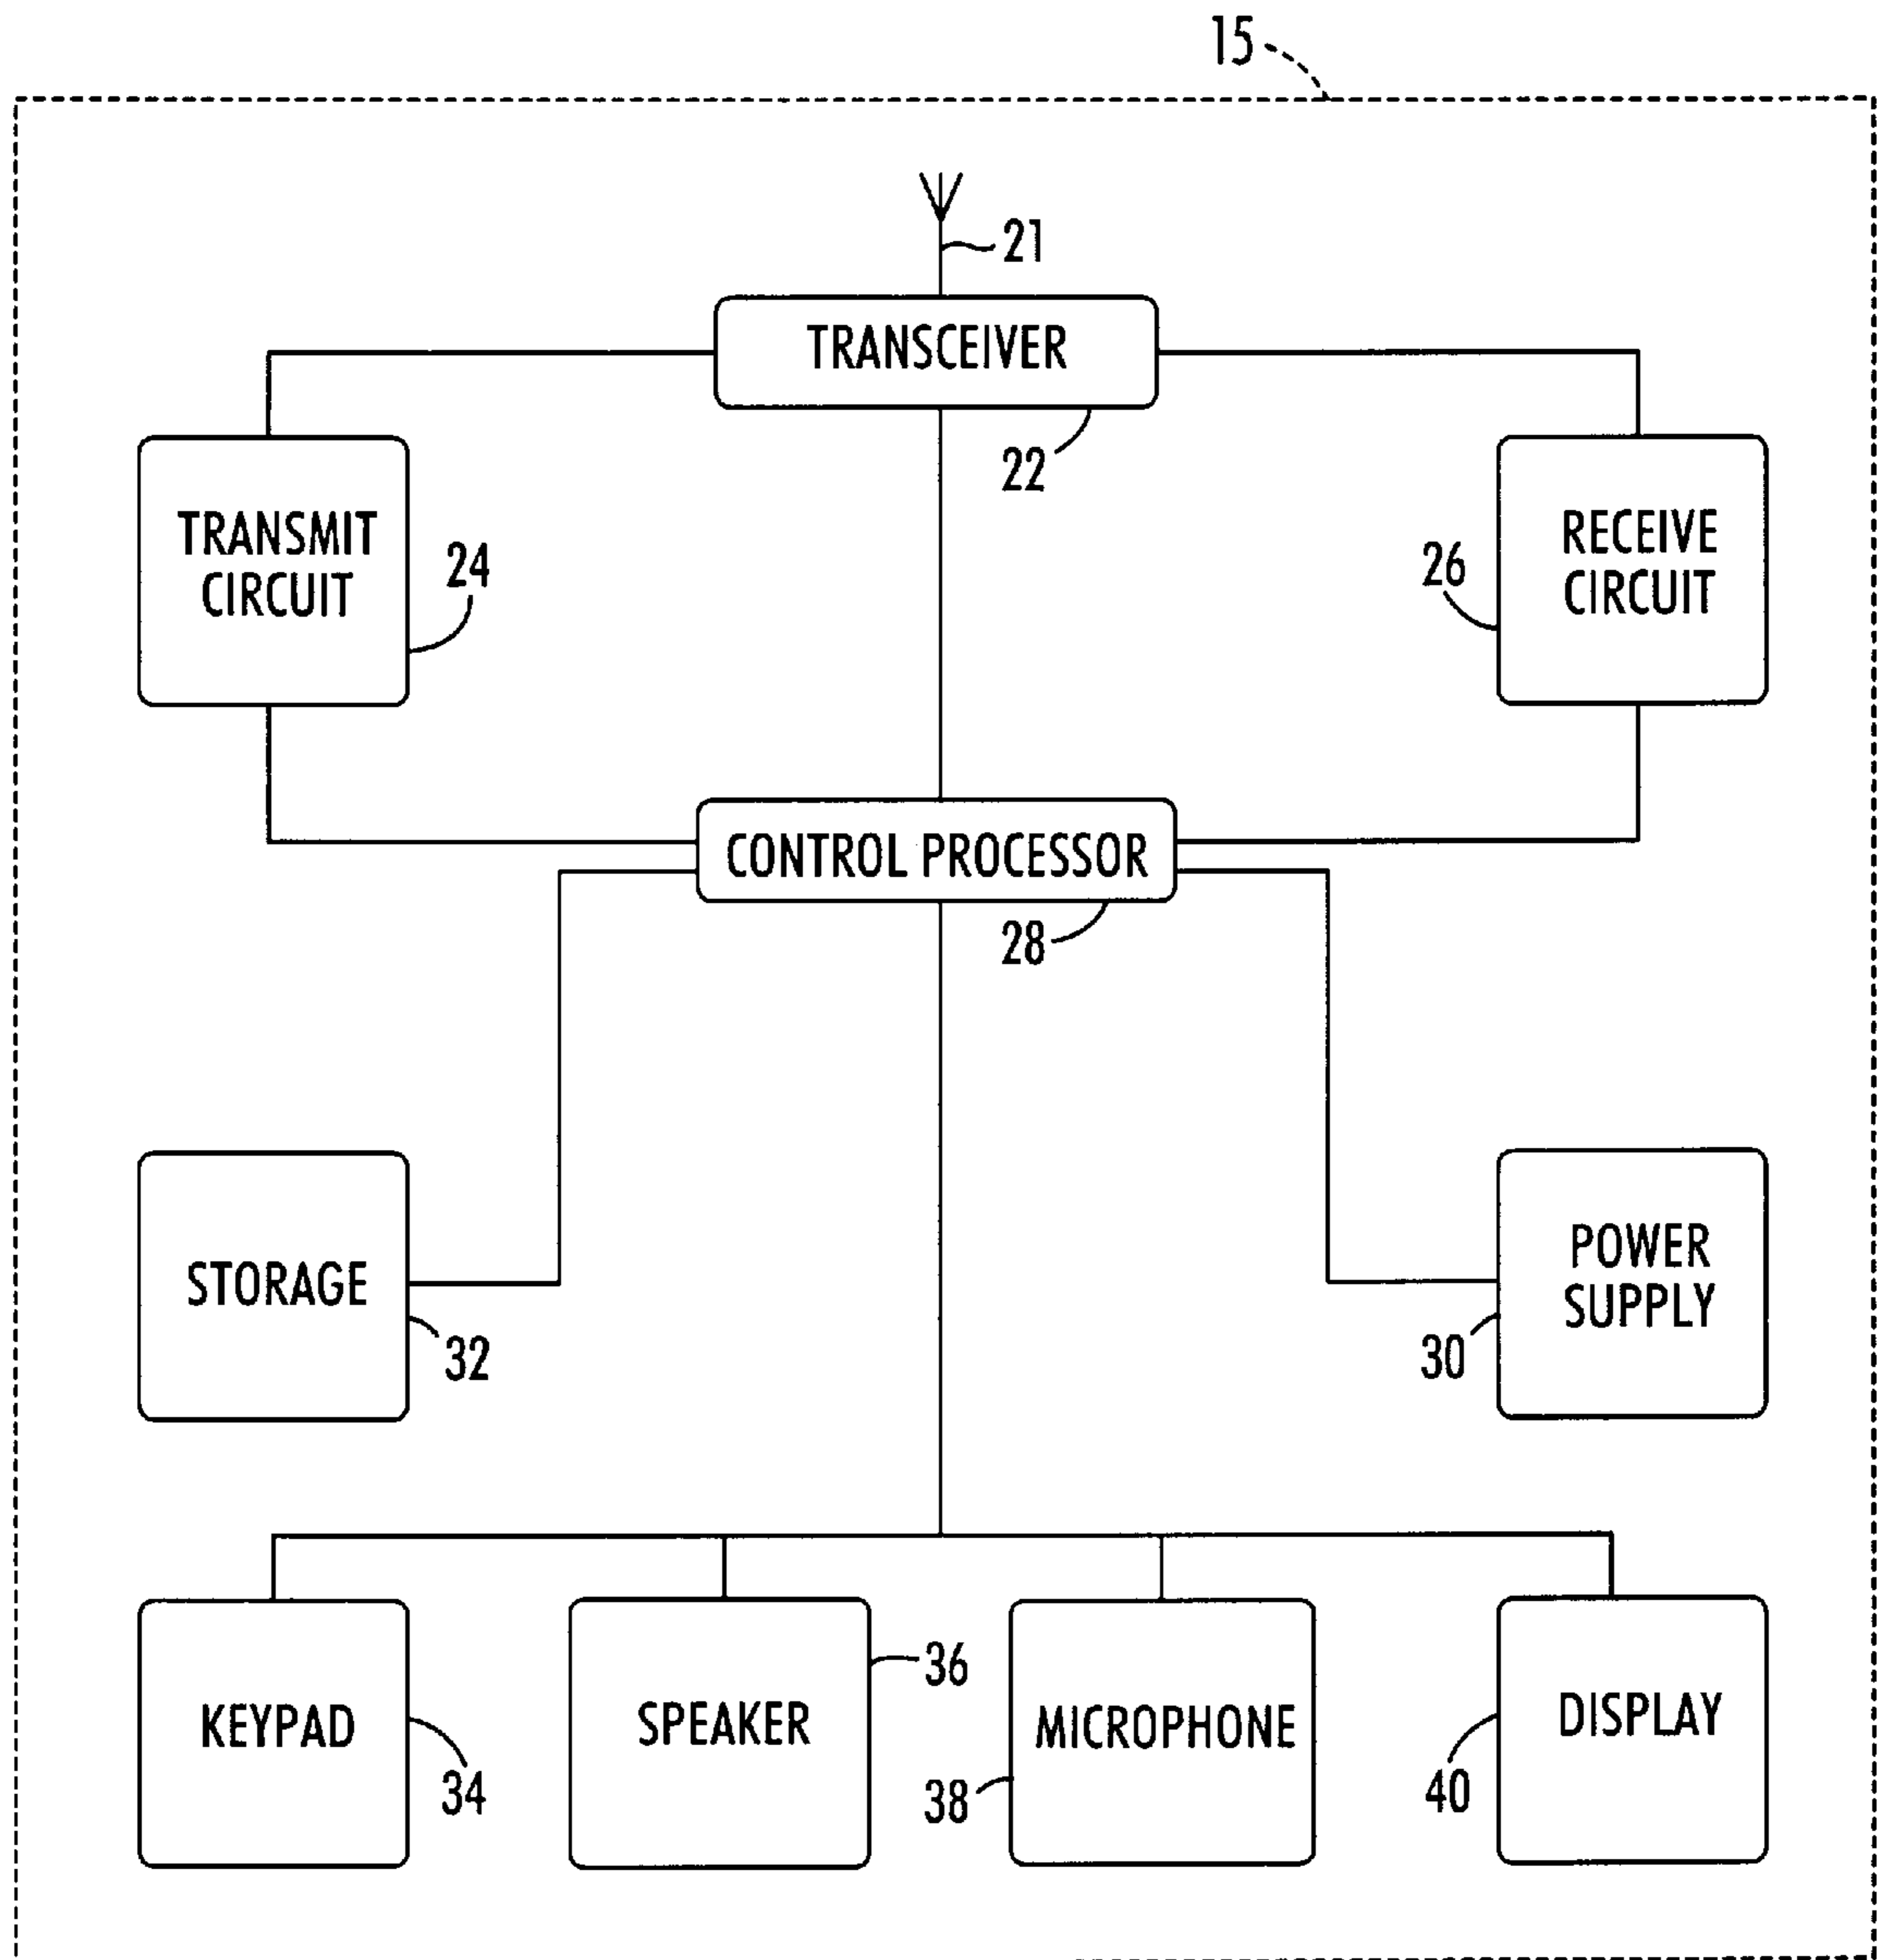 15
21
TRANSCEIVER
22
TRANSMIT
CIRCUIT
24
RECEIVE
CIRCUIT
26
CONTROL PROCESSOR
28
STORAGE
32
POWER
SUPPLY
30
KEYPAD
34
SPEAKER
36
MICROPHONE
38
DISPLAY
40